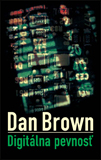 Dan Brown
Digitálna pevnosť